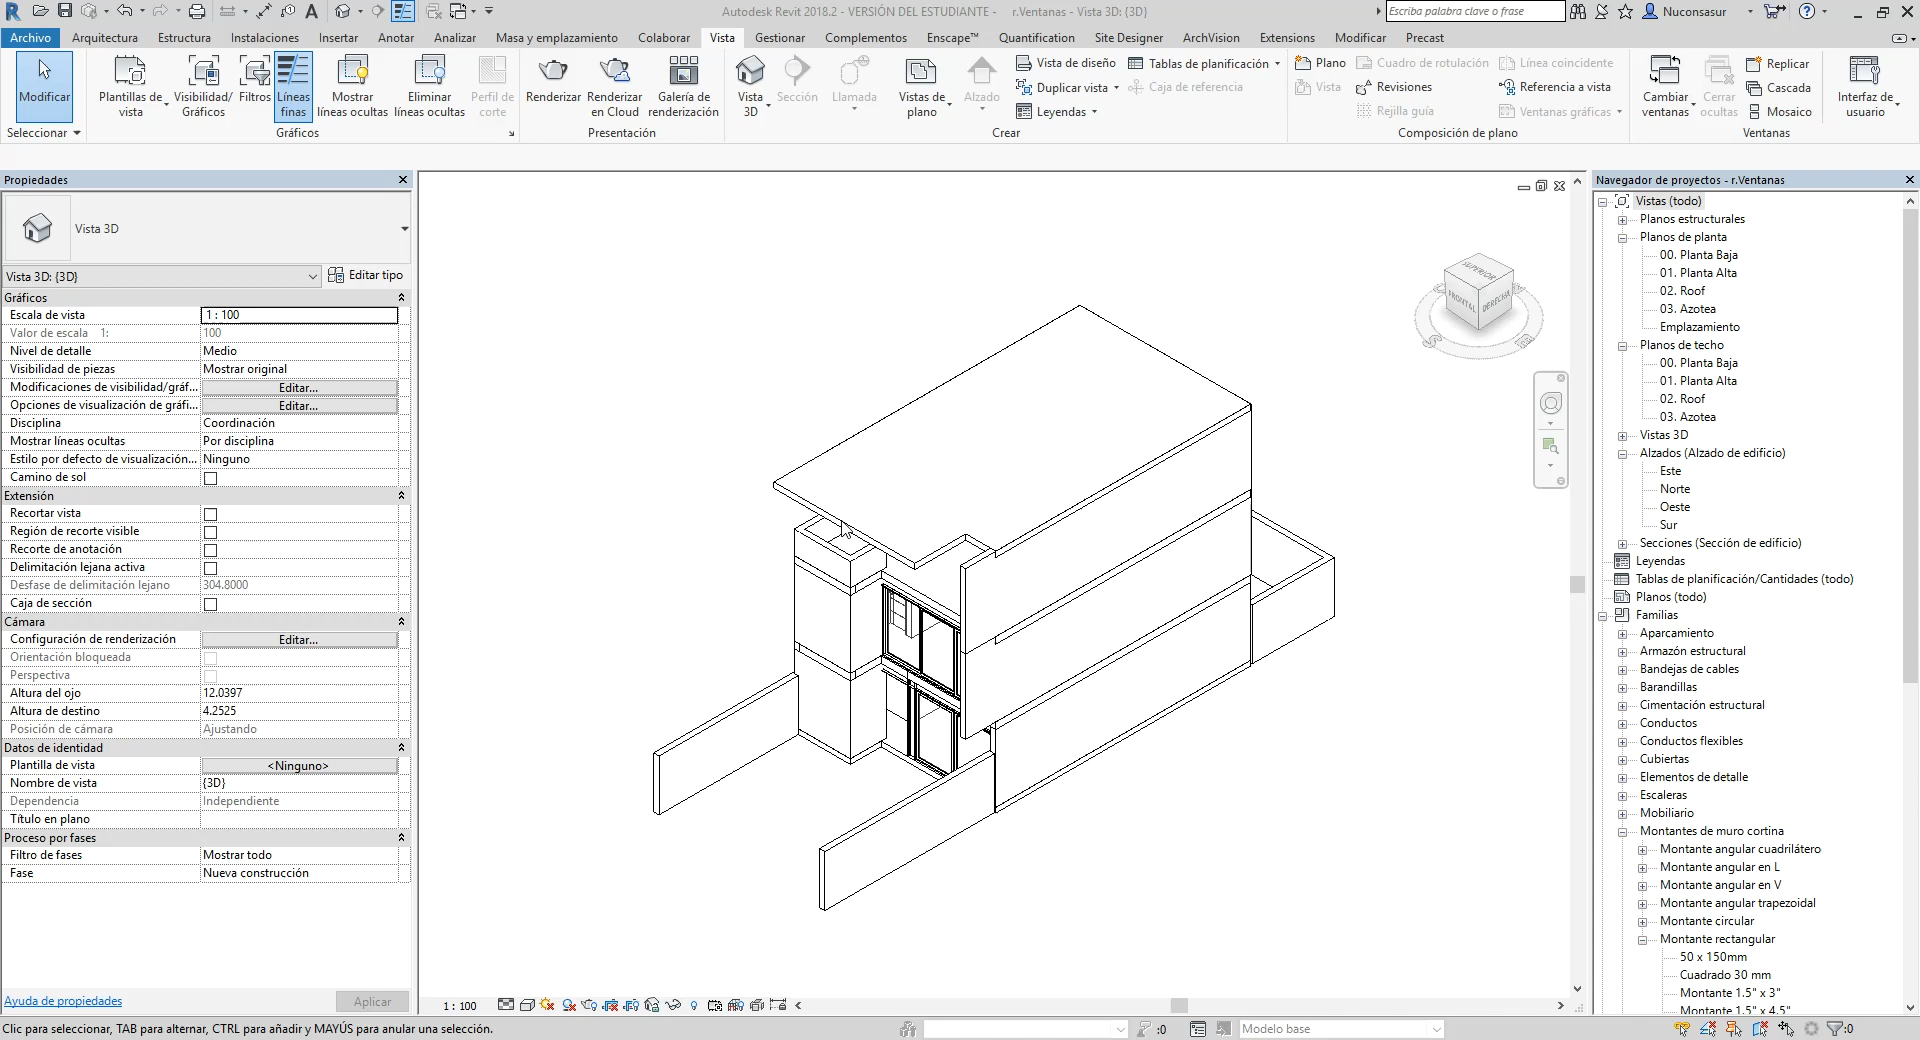 Autodesk Revit 2018.2 - VERSIÓN DEL ESTUDIANTE - r.Ventanas - Vista 3D: {3D}
Escriba palabra clave o frase
Nuconsasur
Archivo Arquitectura Estructura Instalaciones Insertar Anotar Analizar Masa y emplazamiento Colaborar Vista Gestionar Complementos Enscape™ Quantification Site Designer ArchVision Extensions Modificar Precast
Modificar
Seleccionar
Plantillas de vista
Visibilidad/ Gráficos
Filtros
Líneas finas
Mostrar líneas ocultas
Eliminar líneas ocultas
Perfil de corte
Gráficos
Renderizar
Renderizar en Cloud
Galería de renderización
Presentación
Vista 3D
Sección
Llamada
Vistas de plano
Alzado
Vista de diseño
Duplicar vista
Leyendas
Tablas de planificación
Caja de referencia
Crear
Plano
Vista
Cuadro de rotulación
Revisiones
Rejilla guía
Línea coincidente
Referencia a vista
Ventanas gráficas
Composición de plano
Cambiar ventanas
Cerrar ocultas
Replicar
Cascada
Mosaico
Ventanas
Interfaz de usuario
Propiedades
Vista 3D
Vista 3D: {3D}
Editar tipo
Gráficos
Escala de vista 1 : 100
Valor de escala 1: 100
Nivel de detalle Medio
Visibilidad de piezas Mostrar original
Modificaciones de visibilidad/gráf... Editar...
Opciones de visualización de gráfi... Editar...
Disciplina Coordinación
Mostrar líneas ocultas Por disciplina
Estilo por defecto de visualización... Ninguno
Camino de sol
Extensión
Recortar vista
Región de recorte visible
Recorte de anotación
Delimitación lejana activa
Desfase de delimitación lejano 304.8000
Caja de sección
Cámara
Configuración de renderización Editar...
Orientación bloqueada
Perspectiva
Altura del ojo 12.0397
Altura de destino 4.2525
Posición de cámara Ajustando
Datos de identidad
Plantilla de vista <Ninguno>
Nombre de vista {3D}
Dependencia Independiente
Título en plano
Proceso por fases
Filtro de fases Mostrar todo
Fase Nueva construcción
Ayuda de propiedades
Aplicar
SUPERIOR
FRONTAL
DERECHA
S
E
1 : 100
Navegador de proyectos - r.Ventanas
Vistas (todo)
Planos estructurales
Planos de planta
00. Planta Baja
01. Planta Alta
02. Roof
03. Azotea
Emplazamiento
Planos de techo
00. Planta Baja
01. Planta Alta
02. Roof
03. Azotea
Vistas 3D
Alzados (Alzado de edificio)
Este
Norte
Oeste
Sur
Secciones (Sección de edificio)
Leyendas
Tablas de planificación/Cantidades (todo)
Planos (todo)
Familias
Aparcamiento
Armazón estructural
Bandejas de cables
Barandillas
Cimentación estructural
Conductos
Conductos flexibles
Cubiertas
Elementos de detalle
Escaleras
Mobiliario
Montantes de muro cortina
Montante angular cuadrilátero
Montante angular en L
Montante angular en V
Montante angular trapezoidal
Montante circular
Montante rectangular
50 x 150mm
Cuadrado 30 mm
Montante 1.5" x 3"
Montante 1.5" x 4.5"
Clic para seleccionar, TAB para alternar, CTRL para añadir y MAYÚS para anular una selección.
:0
Modelo base
:0